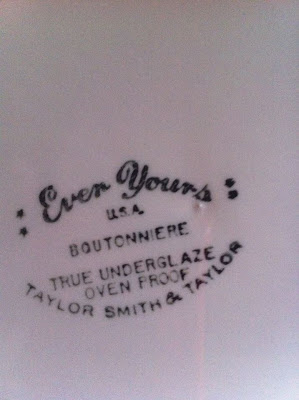 Ever Yours
U.S.A.
BOUTONNIERE
TRUE UNDERGLAZE
OVEN PROOF
TAYLOR SMITH & TAYLOR